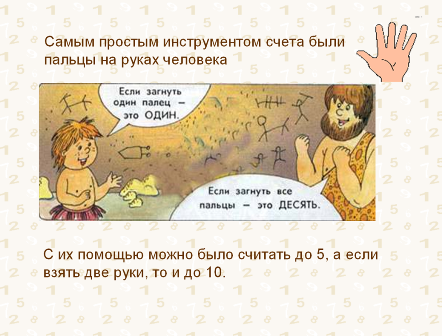 Самым простым инструментом счета были
пальцы на руках человека
Если загнуть
один палец –
это ОДИН.
Если загнуть все
пальцы – это ДЕСЯТЬ.
С их помощью можно было считать до 5, а если
взять две руки, то и до 10.